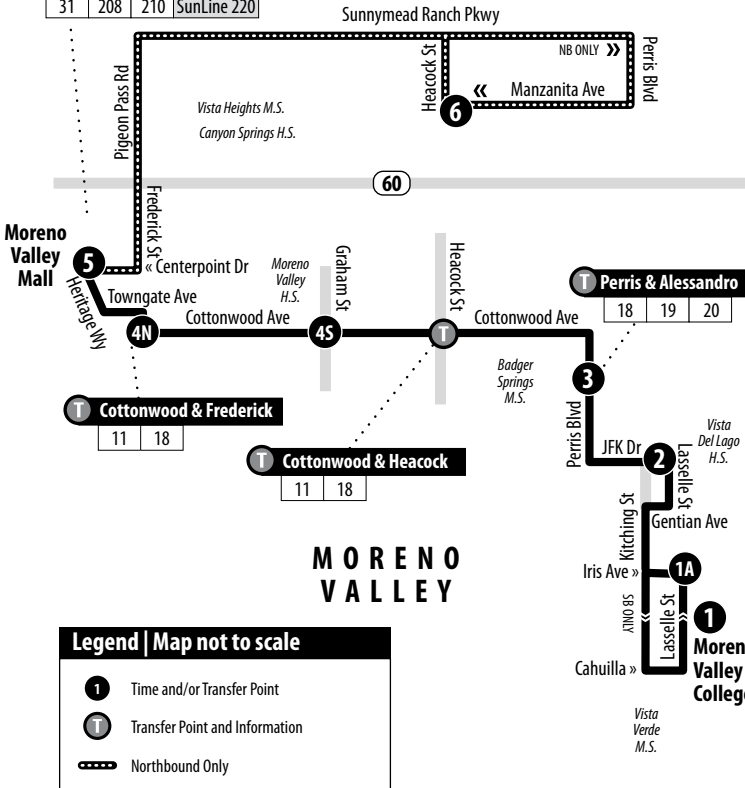 31 208 210 SunLine 220
Sunnymead Ranch Pkwy
Pigeon Pass Rd
Heacock St
NB ONLY »
Perris Blvd
« Manzanita Ave
6
Vista Heights M.S.
Canyon Springs H.S.
60
Frederick St
Moreno
Valley
Mall
5
« Centerpoint Dr
Heritage Wy
Towngate Ave
4N
Cottonwood Ave
Moreno
Valley
H.S.
Graham St
4S
Heacock St
T
Cottonwood Ave
T Perris & Alessandro
18 19 20
Badger
Springs
M.S.
3
Perris Blvd
T Cottonwood & Frederick
11 18
T Cottonwood & Heacock
11 18
JFK Dr
2
Vista
Del Lago
H.S.
Lasselle St
Kitching St
Gentian Ave
Iris Ave »
1A
SB ONLY
Lasselle St
1
Cahuilla »
Moren
Valley
College
Vista
Verde
M.S.
MORENO
VALLEY
Legend | Map not to scale
1 Time and/or Transfer Point
T Transfer Point and Information
Northbound Only